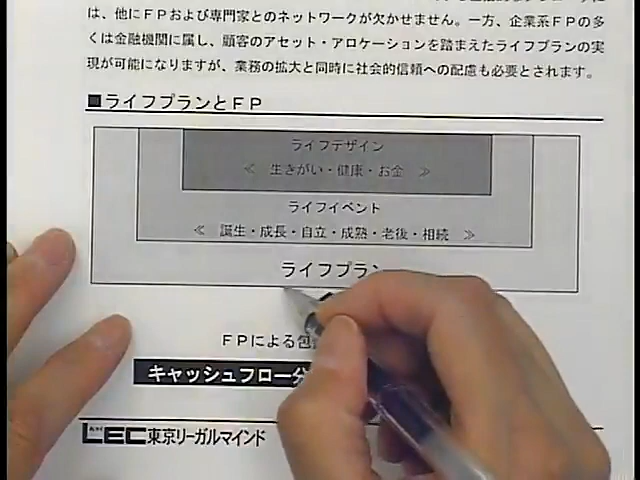 は、他にＦＰおよび専門家とのネットワークが欠かせません。一方、企業系ＦＰの多
くは金融機関に属し、顧客のアセット・アロケーションを踏まえたライフプランの実
現が可能になりますが、業務の拡大と同時に社会的信頼への配慮も必要とされます。
■ライフプランとＦＰ
ライフデザイン
≪ 生きがい・健康・お金 ≫
ライフイベント
≪ 誕生・成長・自立・成熟・老後・相続 ≫
ライフプラン
ＦＰによる包
キャッシュフロー分
LEC東京リーガルマインド